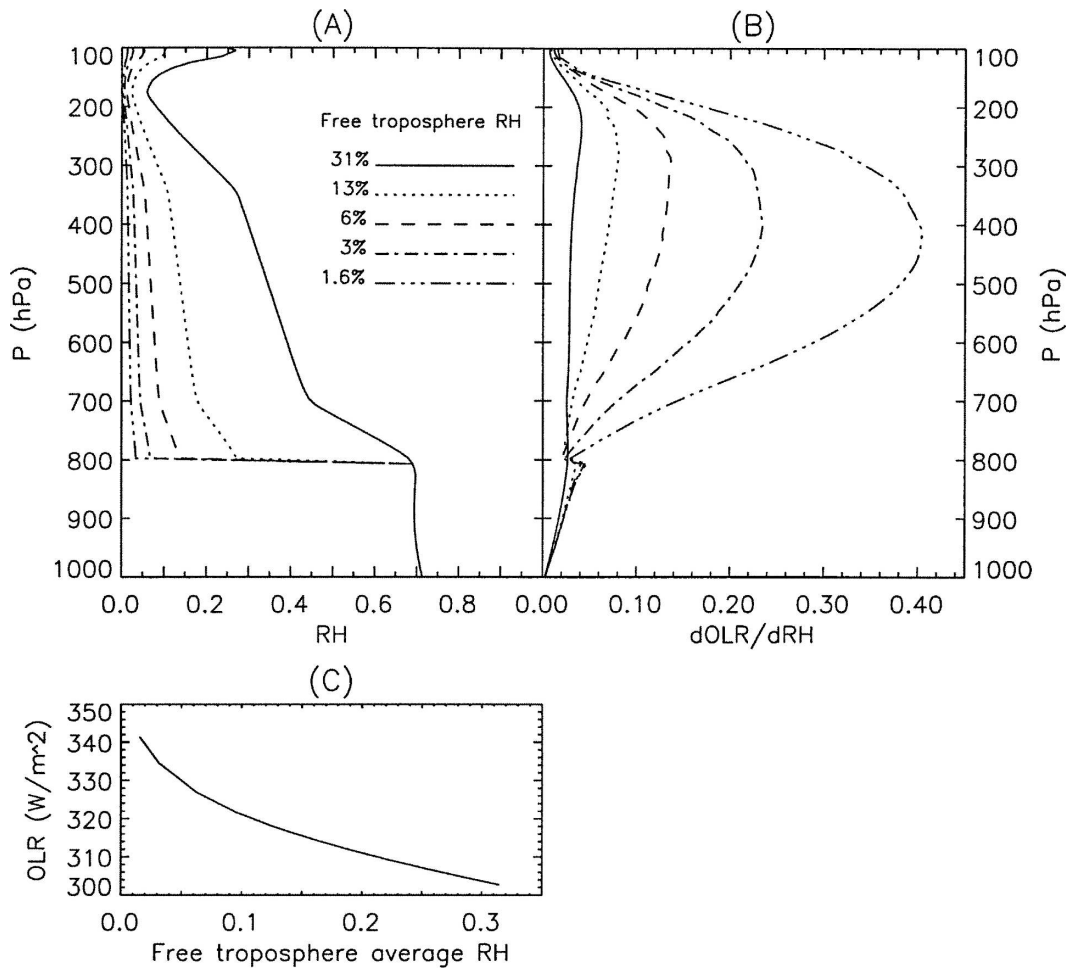 (A)
(B)
100
200
300
400
500
600
700
800
900
1000
P (hPa)
0.0 0.2 0.4 0.6 0.8
RH
Free troposphere RH
31%
13%
6%
3%
1.6%
0.00 0.10 0.20 0.30 0.40
dOLR/dRH
100
200
300
400
500
600
700
800
900
1000
P (hPa)
(C)
350
340
330
320
310
300
OLR (W/m^2)
0.0 0.1 0.2 0.3
Free troposphere average RH